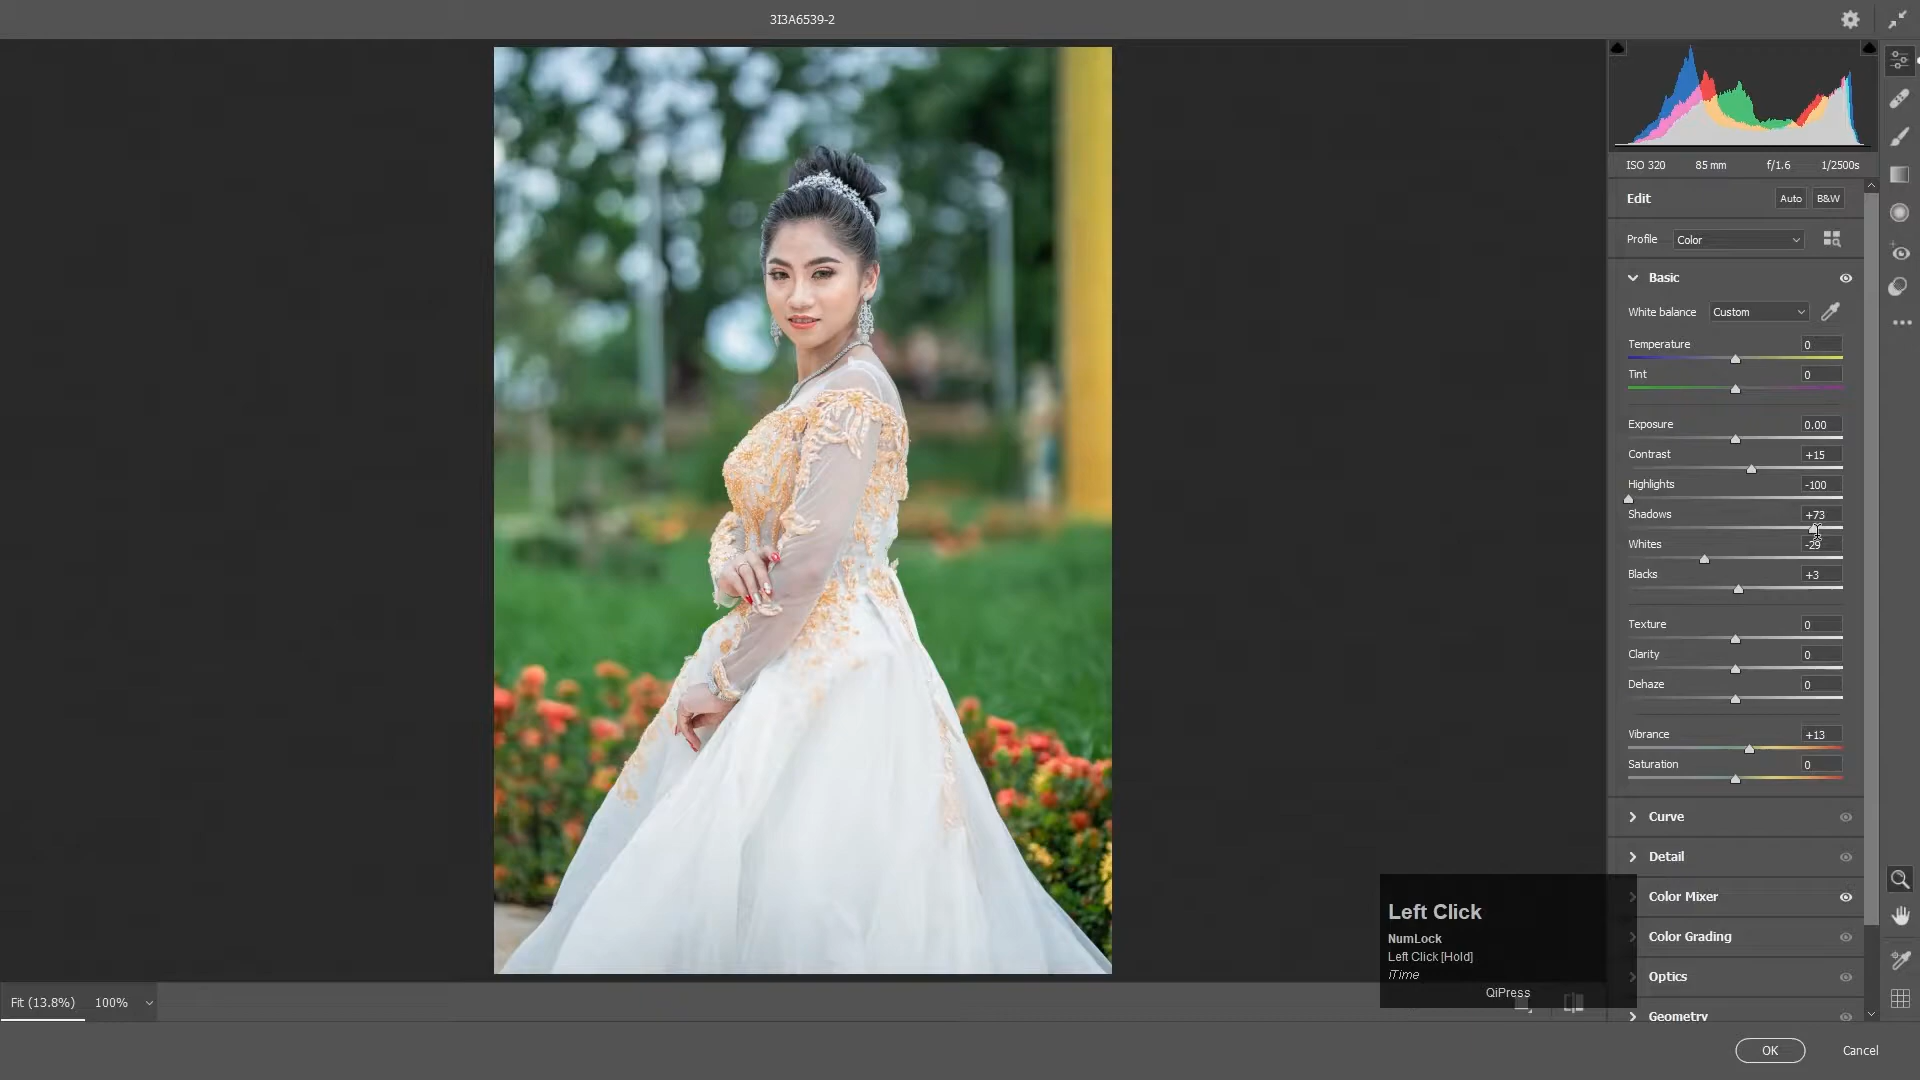 3I3A6539-2
ISO 320 85 mm f/1.6 1/2500s
Edit Auto B&W
Profile Color
Basic
White balance Custom
Temperature 0
Tint 0
Exposure 0.00
Contrast +15
Highlights -100
Shadows +73
Whites -29
Blacks +3
Texture 0
Clarity 0
Dehaze 0
Vibrance +13
Saturation 0
Curve
Detail
Color Mixer
Color Grading
Optics
Geometry
Left Click
NumLock
Left Click [Hold]
iTime
QiPress
Fit (13.8%) 100%
OK Cancel